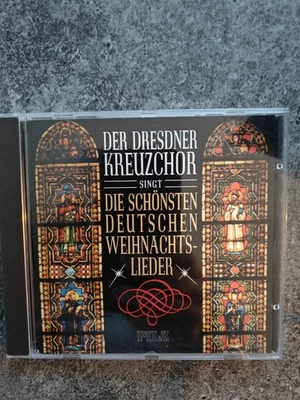 DER DRESDNER
KREUZCHOR
SINGT
DIE SCHÖNSTEN
DEUTSCHEN
WEIHNACHTS-
LIEDER
PILZ